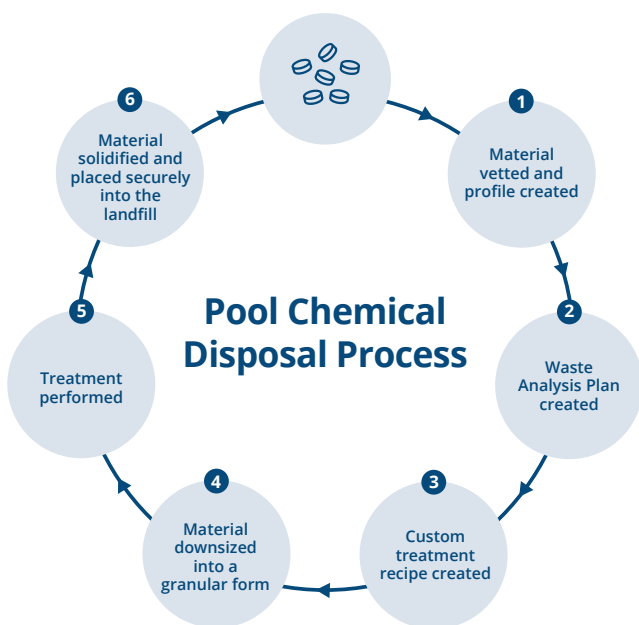 Pool Chemical
Disposal Process
1
Material
vetted and
profile created
2
Waste
Analysis Plan
created
3
Custom
treatment
recipe created
4
Material
downsized
into a
granular form
5
Treatment
performed
6
Material
solidified and
placed securely
into the
landfill